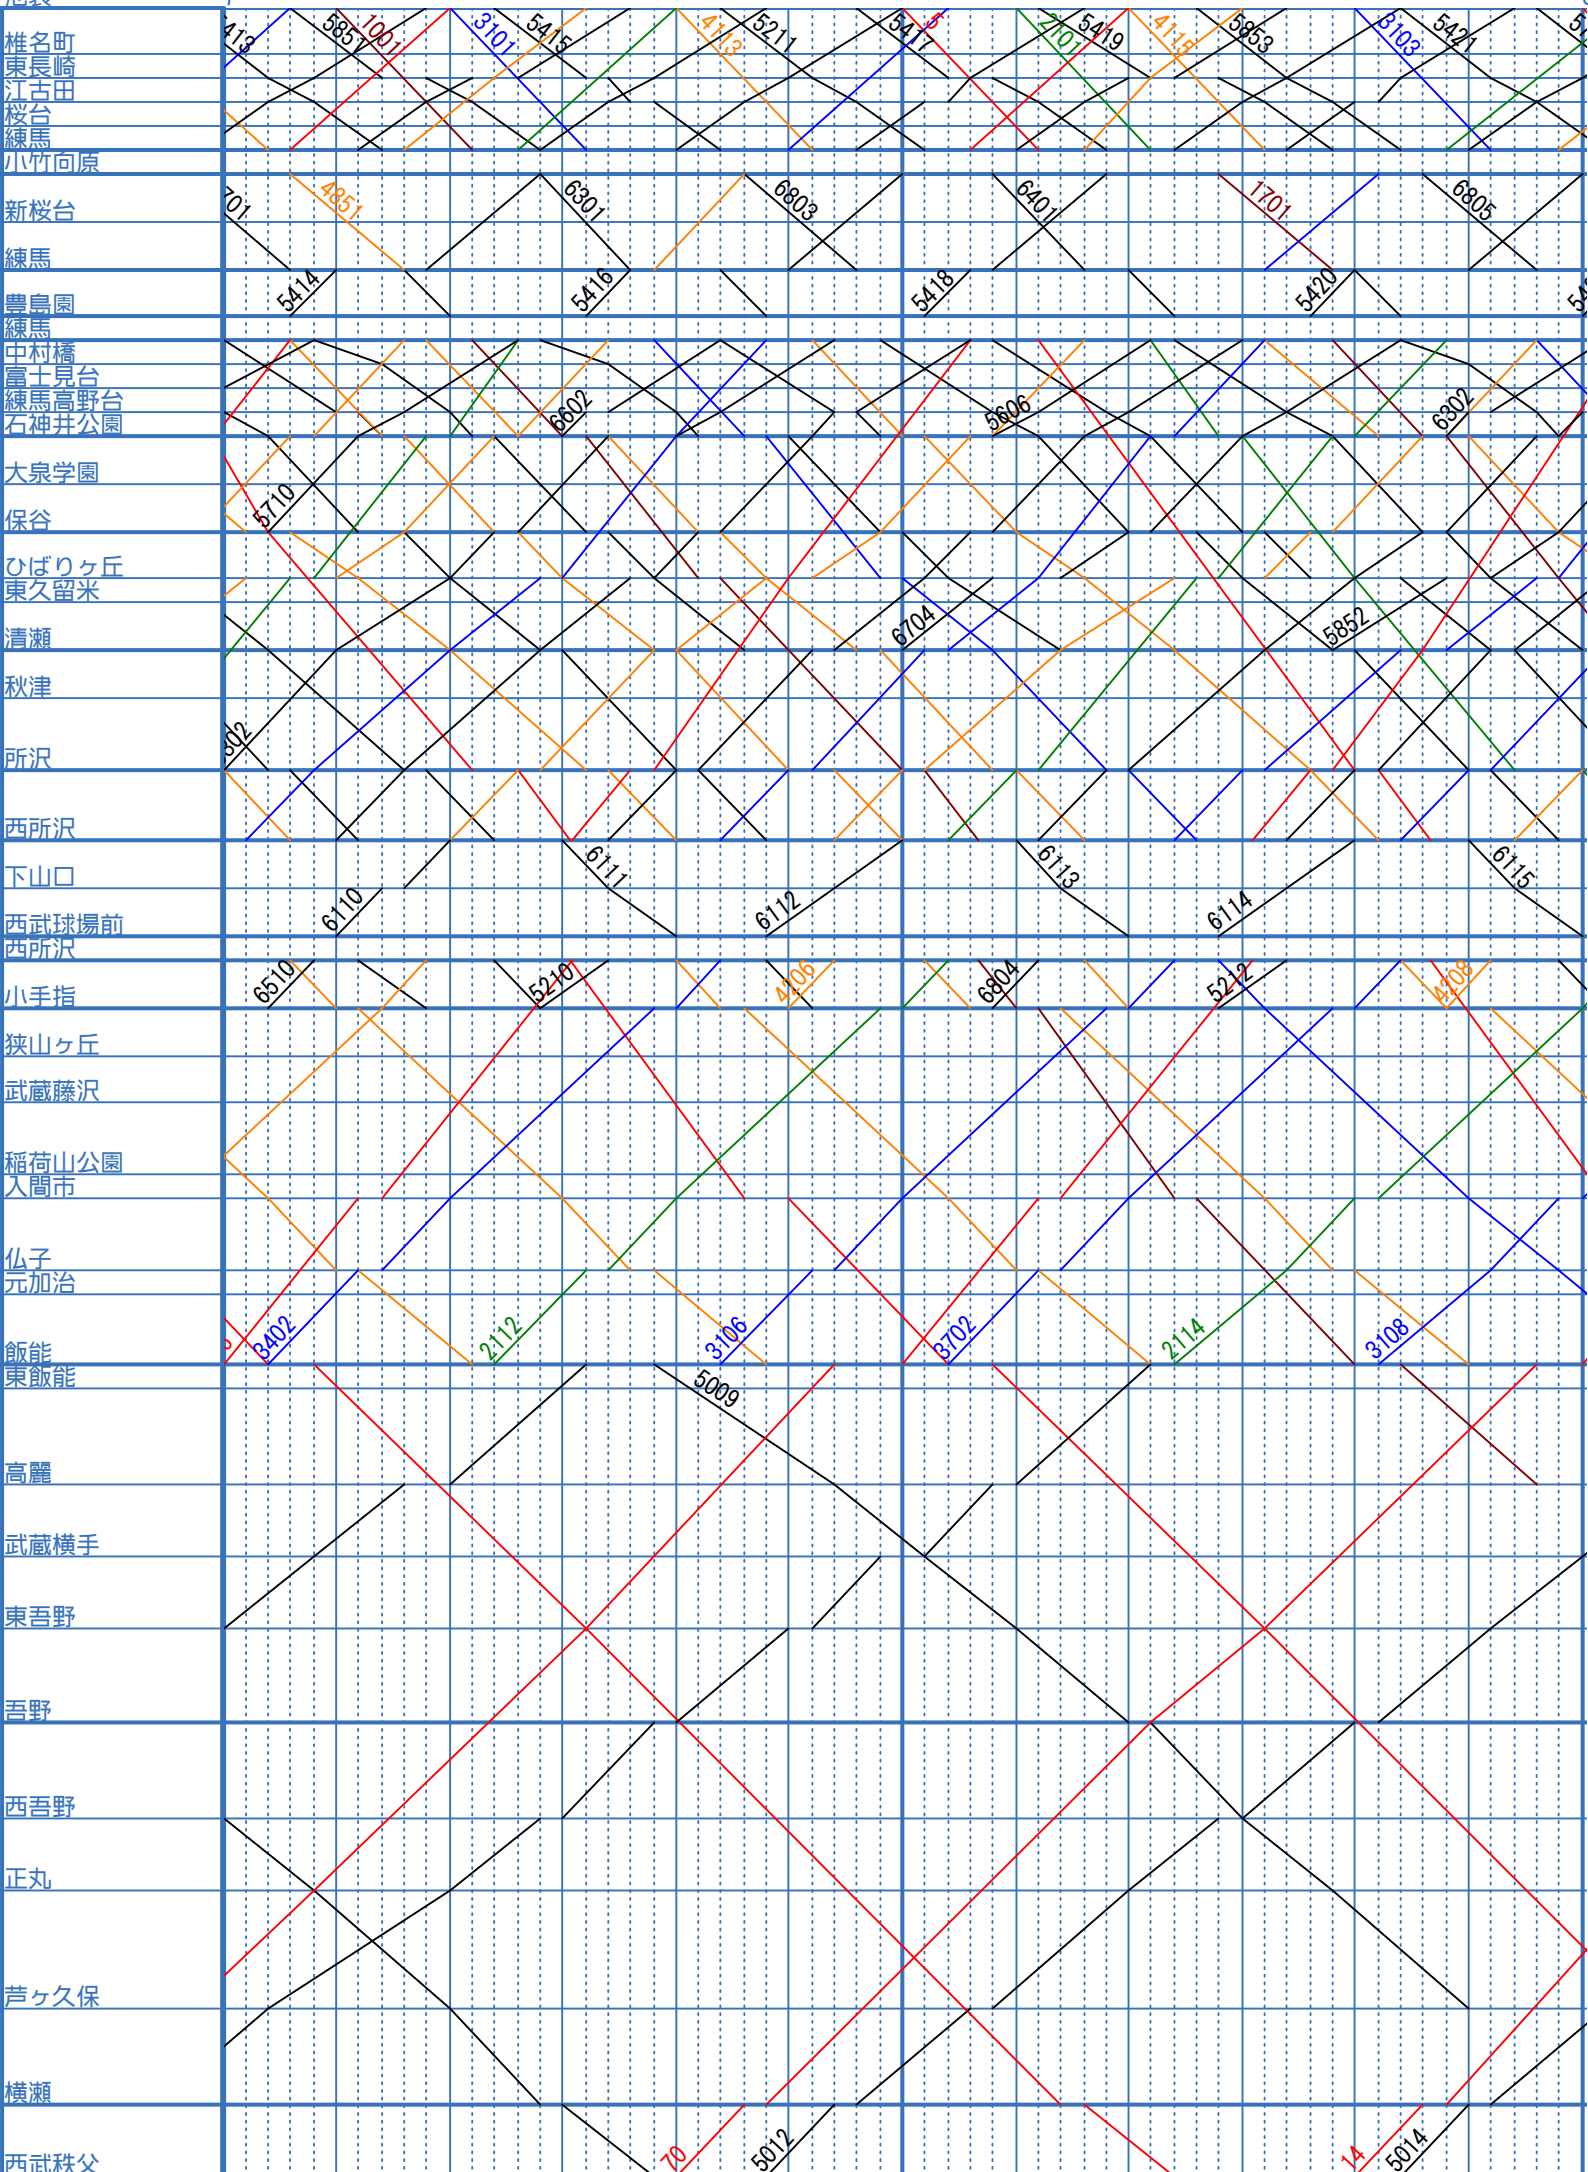 池袋 7
5413 5851 1001 3101 5415 4113 5211 5417 5 2101 5419 4115 5853 3103 5421
椎名町
東長崎
江古田
桜台
練馬
小竹向原
701 4851 6301 6803 6401 1701 6805
新桜台
練馬
5414 5416 5418 5420
豊島園
練馬
中村橋
富士見台
練馬高野台
6602 5606 6302
石神井公園
大泉学園
5710
保谷
ひばりヶ丘
東久留米
6704 5852
清瀬
秋津
302
所沢
西所沢
6111 6113 6115
下山口
6110 6112 6114
西武球場前
西所沢
6510 5210 4206 6804 5212 4208
小手指
狭山ヶ丘
武蔵藤沢
稲荷山公園
入間市
仏子
元加治
3402 2112 3106 3702 2114 3108
飯能
東飯能
5009
高麗
武蔵横手
東吾野
吾野
西吾野
正丸
芦ヶ久保
横瀬
70 5012 14 5014
西武秩父